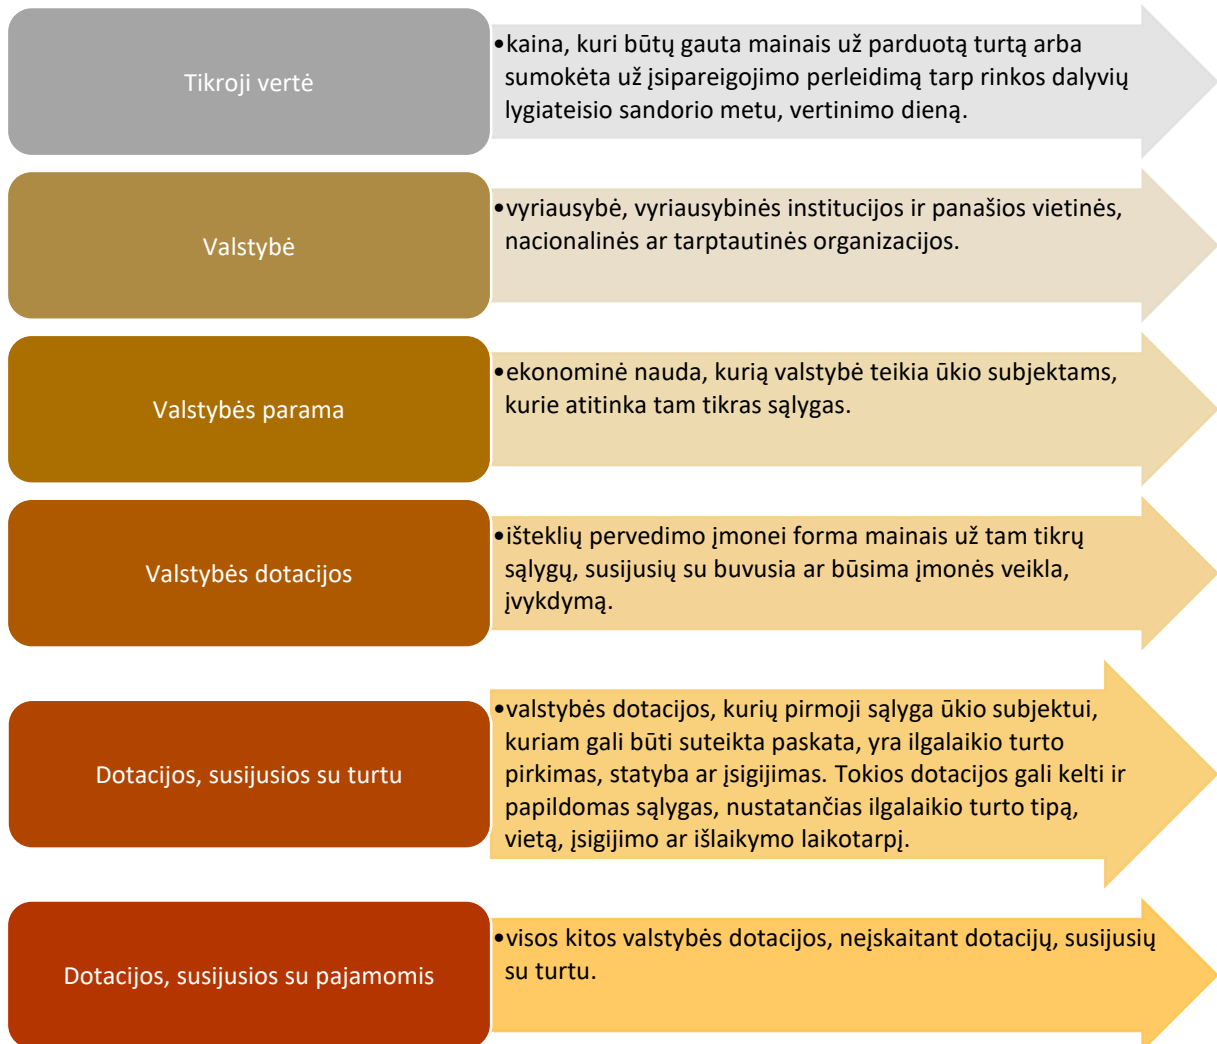 Tikroji vertė
•kaina, kuri būtų gauta mainais už parduotą turtą arba
sumokėta už įsipareigojimo perleidimą tarp rinkos dalyvių
lygiateisio sandorio metu, vertinimo dieną.
Valstybė
•vyriausybė, vyriausybinės institucijos ir panašios vietinės,
nacionalinės ar tarptautinės organizacijos.
Valstybės parama
•ekonominė nauda, kurią valstybė teikia ūkio subjektams,
kurie atitinka tam tikras sąlygas.
Valstybės dotacijos
•išteklių pervedimo įmonei forma mainais už tam tikrų
sąlygų, susijusių su buvusia ar būsima įmonės veikla,
įvykdymą.
Dotacijos, susijusios su turtu
•valstybės dotacijos, kurių pirmoji sąlyga ūkio subjektui,
kuriam gali būti suteikta paskata, yra ilgalaikio turto
pirkimas, statyba ar įsigijimas. Tokios dotacijos gali kelti ir
papildomas sąlygas, nustatančias ilgalaikio turto tipą,
vietą, įsigijimo ar išlaikymo laikotarpį.
Dotacijos, susijusios su pajamomis
•visos kitos valstybės dotacijos, neįskaitant dotacijų, susijusių
su turtu.